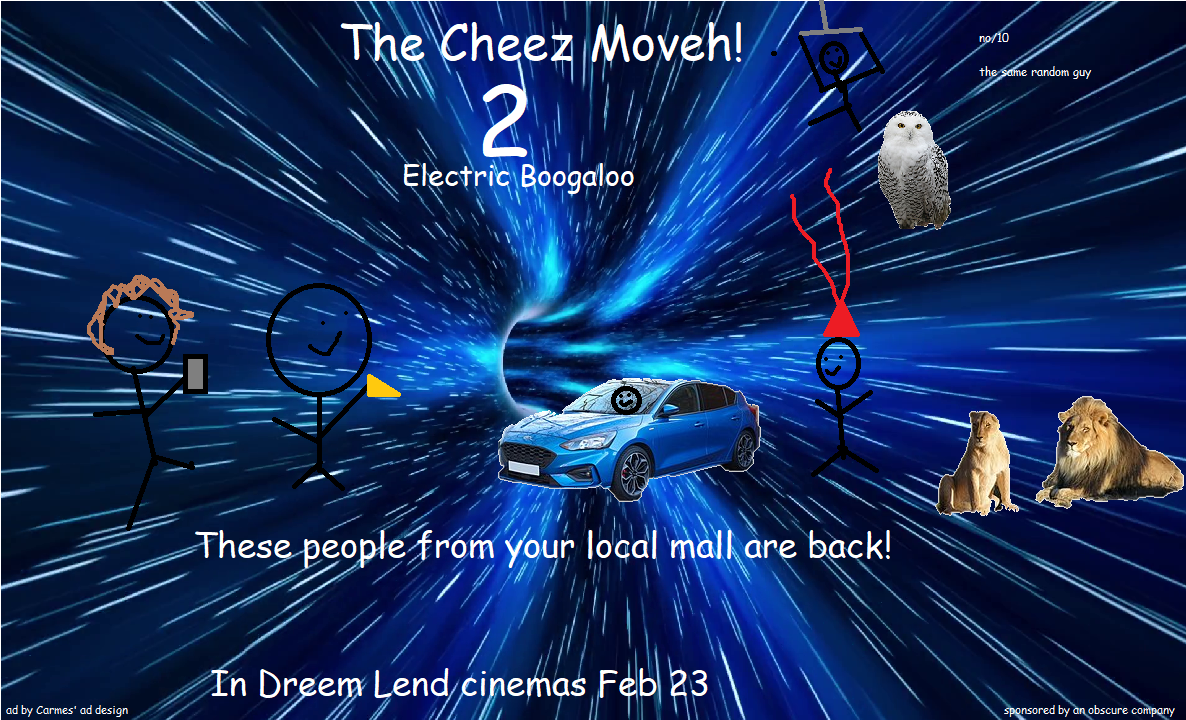 The Cheez Moveh!
2
Electric Boogaloo
no/10
the same random guy
These people from your local mall are back!
In Dreem Lend cinemas Feb 23
ad by Carmes' ad design
sponsored by an obscure company